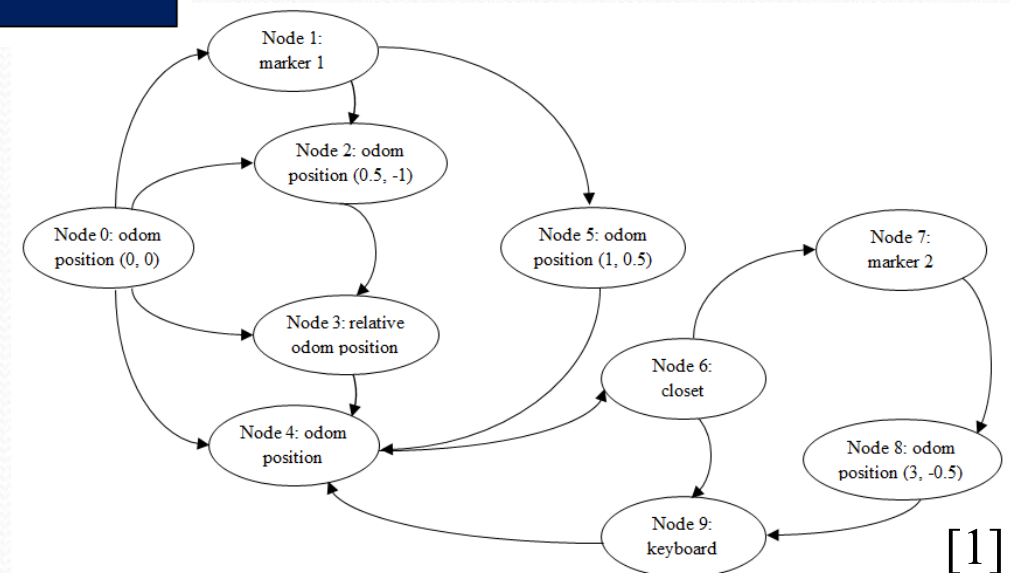 Node 1:
marker 1
Node 2: odom
position (0.5, -1)
Node 0: odom
position (0, 0)
Node 5: odom
position (1, 0.5)
Node 7:
marker 2
Node 3: relative
odom position
Node 6:
closet
Node 4: odom
position
Node 8: odom
position (3, -0.5)
Node 9:
keyboard
[1]